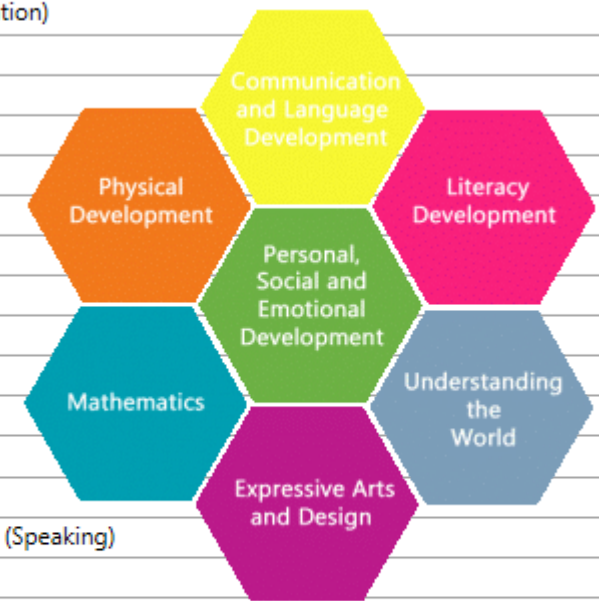 tion)
Communication
and Language
Development
Physical
Development
Literacy
Development
Personal,
Social and
Emotional
Development
Mathematics
Understanding
the
World
Expressive Arts
and Design
(Speaking)